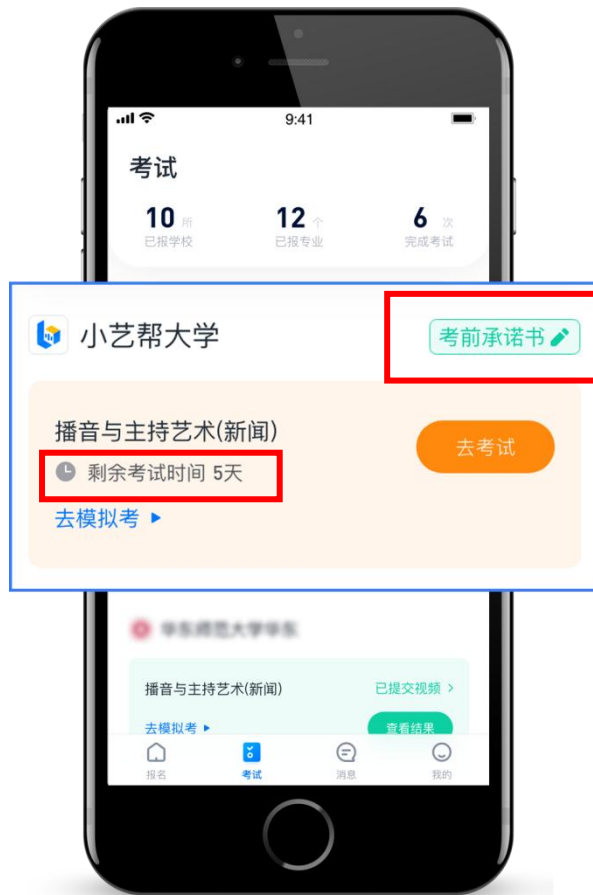 9:41
考试
10 所 12 个 6 次
已报学校 已报专业 完成考试
小艺帮大学 考前承诺书
播音与主持艺术(新闻) 去考试
剩余考试时间 5天
去模拟考
播音与主持艺术(新闻) 已提交视频
去模拟考 查看结果
报名 考试 消息 我的